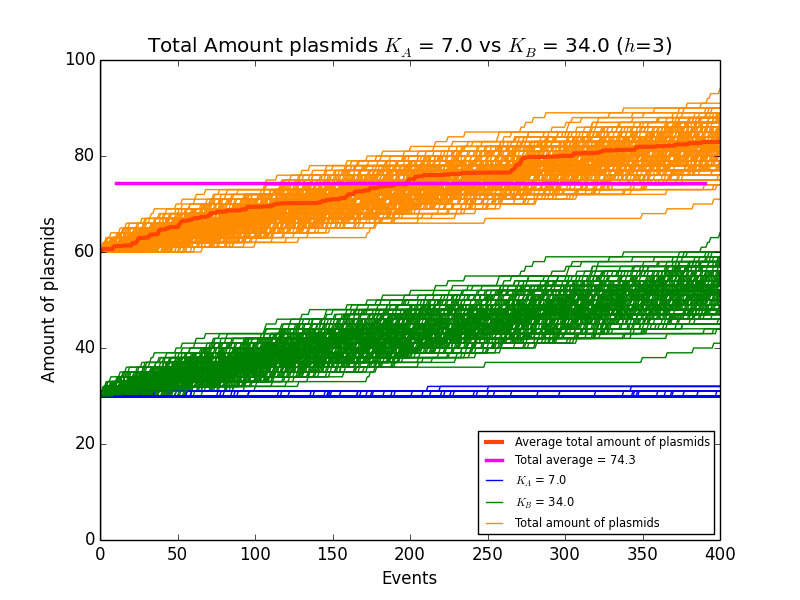 Total Amount plasmids K_A = 7.0 vs K_B = 34.0 (h=3)
100
80
60
40
20
0
Amount of plasmids
Average total amount of plasmids
Total average = 74.3
K_A = 7.0
K_B = 34.0
Total amount of plasmids
0 50 100 150 200 250 300 350 400
Events